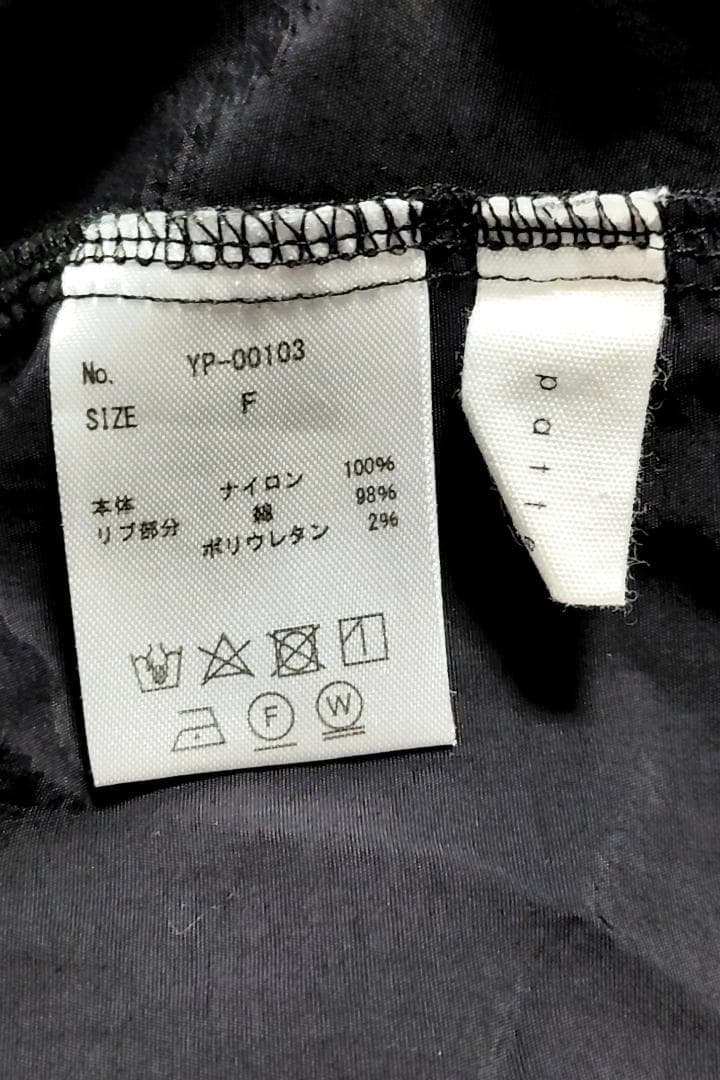 No. YP-00103
SIZE F
本体 ナイロン 100%
リブ部分 綿 98%
ポリウレタン 2%
F W
patt